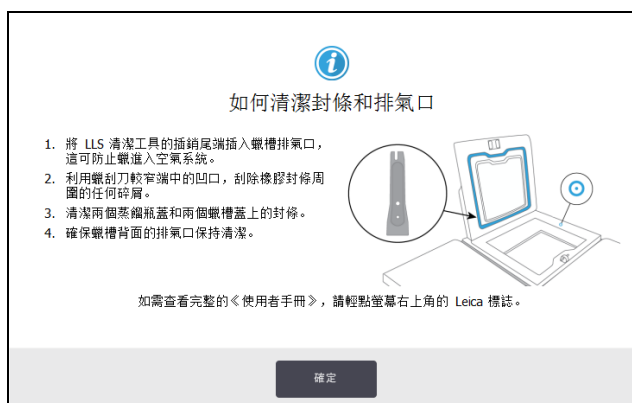 如何清潔封條和排氣口
1. 將 LLS 清潔工具的插銷尾端插入蠟槽排氣口，
這可防止蠟進入空氣系統。
2. 利用蠟刮刀較窄端中的凹口，刮除橡膠封條周
圍的任何碎屑。
3. 清潔兩個蒸餾瓶蓋和兩個蠟槽蓋上的封條。
4. 確保蠟槽背面的排氣口保持清潔。
如需查看完整的《使用者手冊》，請輕點螢幕右上角的 Leica 標誌。
確定